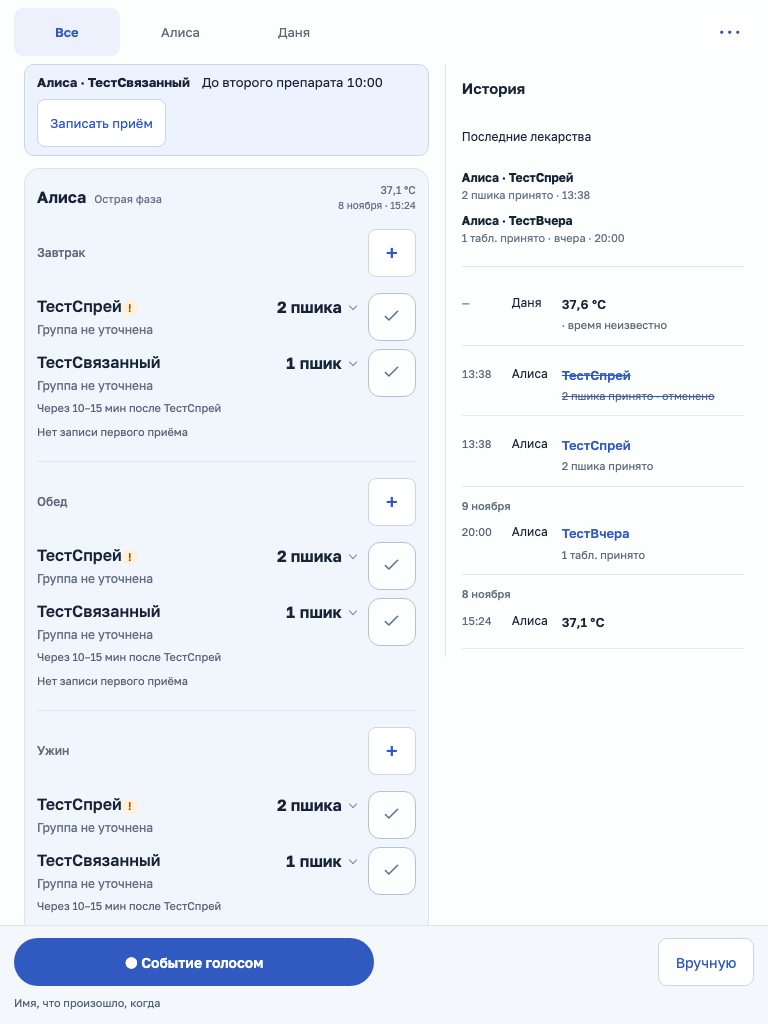 Все
Алиса
Даня
Алиса · ТестСвязанный До второго препарата 10:00
Записать приём
Алиса Острая фаза
37,1 °C
8 ноября · 15:24
Завтрак
+
ТестСпрей !
2 пшика
Группа не уточнена
ТестСвязанный
1 пшик
Группа не уточнена
Через 10–15 мин после ТестСпрей
Нет записи первого приёма
Обед
+
ТестСпрей !
2 пшика
Группа не уточнена
ТестСвязанный
1 пшик
Группа не уточнена
Через 10–15 мин после ТестСпрей
Нет записи первого приёма
Ужин
+
ТестСпрей !
2 пшика
Группа не уточнена
ТестСвязанный
1 пшик
Группа не уточнена
Через 10–15 мин после ТестСпрей
История
Последние лекарства
Алиса · ТестСпрей
2 пшика принято · 13:38
Алиса · ТестВчера
1 табл. принято · вчера · 20:00
– Даня 37,6 °C
· время неизвестно
13:38 Алиса ТестСпрей
2 пшика принято · отменено
13:38 Алиса ТестСпрей
2 пшика принято
9 ноября
20:00 Алиса ТестВчера
1 табл. принято
8 ноября
15:24 Алиса 37,1 °C
Событие голосом
Вручную
Имя, что произошло, когда